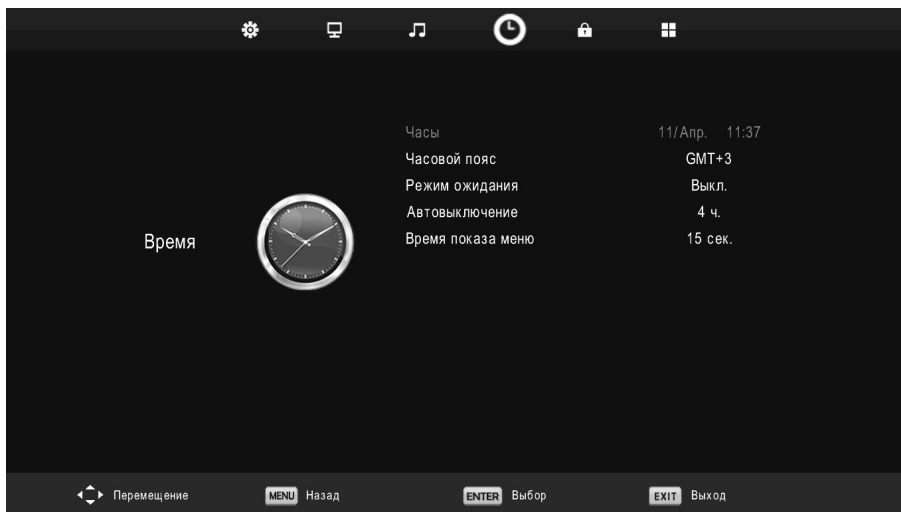 Часы 11/Апр. 11:37
Часовой пояс GMT+3
Режим ожидания Выкл.
Автовыключение 4 ч.
Время показа меню 15 сек.
Время
Перемещение MENU Назад ENTER Выбор EXIT Выход